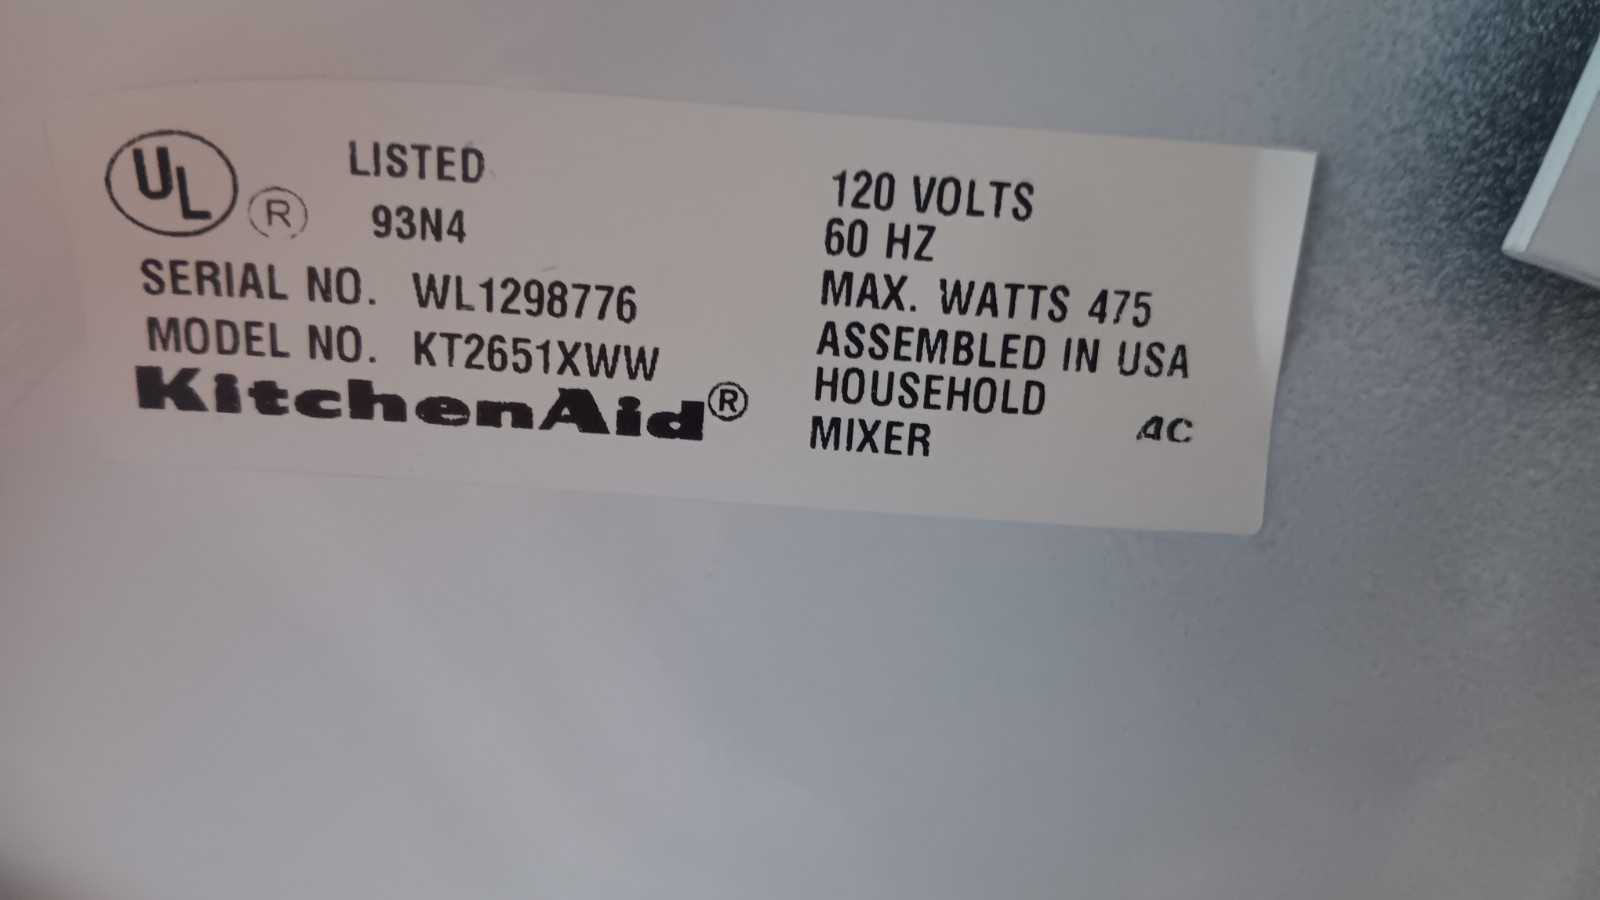 UL ® LISTED
93N4
SERIAL NO. WL1298776
MODEL NO. KT2651XWW
KitchenAid®
120 VOLTS
60 HZ
MAX. WATTS 475
ASSEMBLED IN USA
HOUSEHOLD
MIXER AC